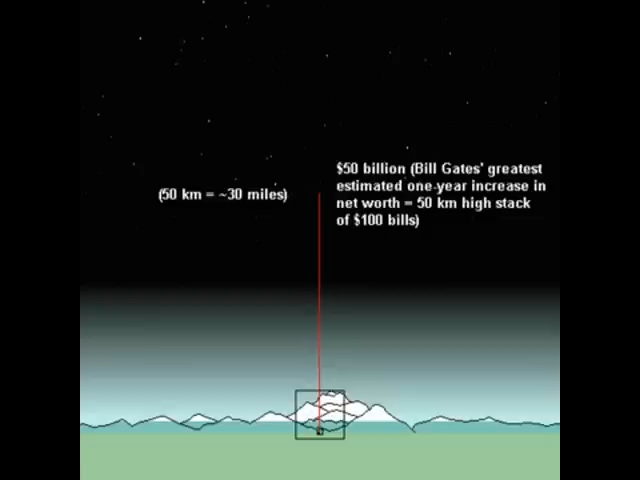 (50 km = ~30 miles)
$50 billion (Bill Gates' greatest
estimated one-year increase in
net worth = 50 km high stack
of $100 bills)